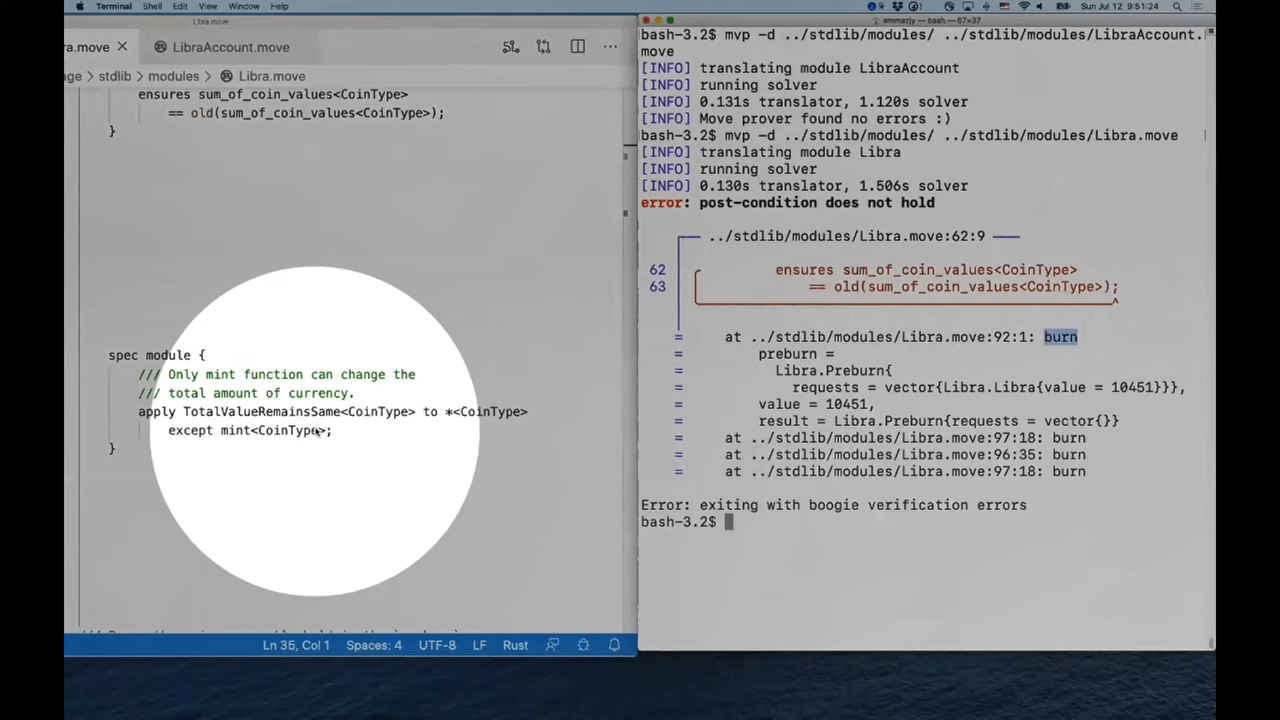 Terminal Shell Edit View Window Help
Sun Jul 12 9:51:24
Libra.move
ra.move × LibraAccount.move
age > stdlib > modules > Libra.move
ensures sum_of_coin_values<CoinType>
== old(sum_of_coin_values<CoinType>);
}
spec module {
/// Only mint function can change the
/// total amount of currency.
apply TotalValueRemainsSame<CoinType> to *<CoinType>
except mint<CoinType>;
}
Ln 35, Col 1 Spaces: 4 UTF-8 LF Rust
emmazjy — bash — 67×37
bash-3.2$ mvp -d ../stdlib/modules/ ../stdlib/modules/LibraAccount.
move
[INFO] translating module LibraAccount
[INFO] running solver
[INFO] 0.131s translator, 1.120s solver
[INFO] Move prover found no errors :)
bash-3.2$ mvp -d ../stdlib/modules/ ../stdlib/modules/Libra.move
[INFO] translating module Libra
[INFO] running solver
[INFO] 0.130s translator, 1.506s solver
error: post-condition does not hold
../stdlib/modules/Libra.move:62:9
62 ensures sum_of_coin_values<CoinType>
63 == old(sum_of_coin_values<CoinType>);
= at ../stdlib/modules/Libra.move:92:1: burn
= preburn =
= Libra.Preburn{
= requests = vector{Libra.Libra{value = 10451}}},
= value = 10451,
= result = Libra.Preburn{requests = vector{}}
= at ../stdlib/modules/Libra.move:97:18: burn
= at ../stdlib/modules/Libra.move:96:35: burn
= at ../stdlib/modules/Libra.move:97:18: burn
Error: exiting with boogie verification errors
bash-3.2$